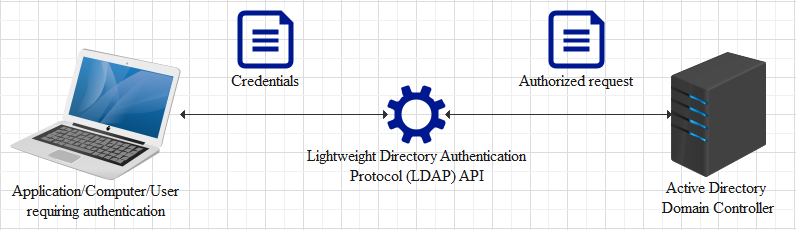 Credentials
Authorized request
Lightweight Directory Authentication
Protocol (LDAP) API
Application/Computer/User
requiring authentication
Active Directory
Domain Controller